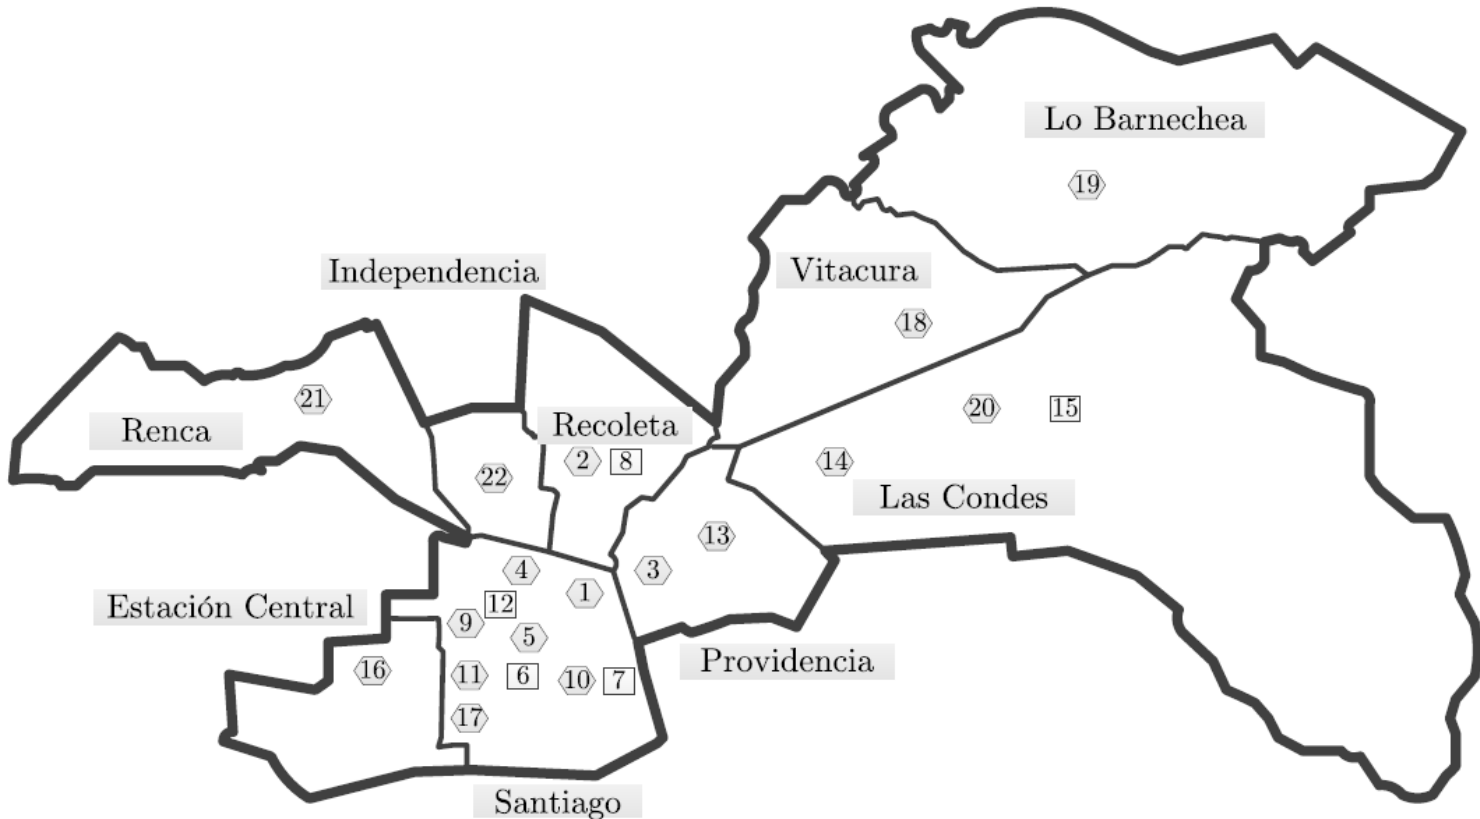 Lo Barnechea
19
Independencia
Vitacura
18
21
20
15
Renca
Recoleta
2
8
14
22
Las Condes
13
4
3
1
Estación Central
12
9
5
16
11
6
10
7
Providencia
17
Santiago